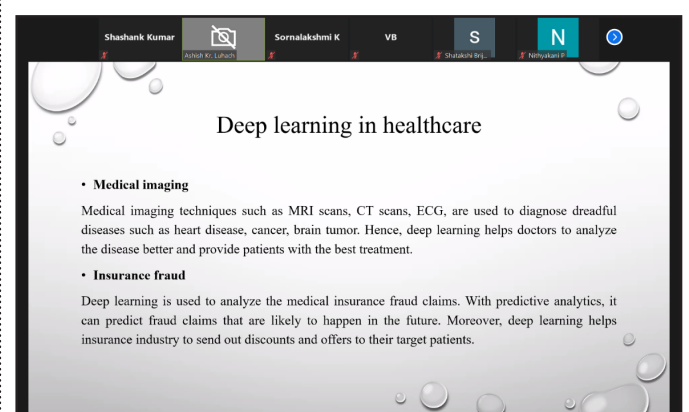 Shashank Kumar
Ashish Kr. Luhach
Sornalakshmi K
VB
S
Shatakshi Brij...
N
Nithyakani P
Deep learning in healthcare
• Medical imaging
Medical imaging techniques such as MRI scans, CT scans, ECG, are used to diagnose dreadful
diseases such as heart disease, cancer, brain tumor. Hence, deep learning helps doctors to analyze
the disease better and provide patients with the best treatment.
• Insurance fraud
Deep learning is used to analyze the medical insurance fraud claims. With predictive analytics, it
can predict fraud claims that are likely to happen in the future. Moreover, deep learning helps
insurance industry to send out discounts and offers to their target patients.